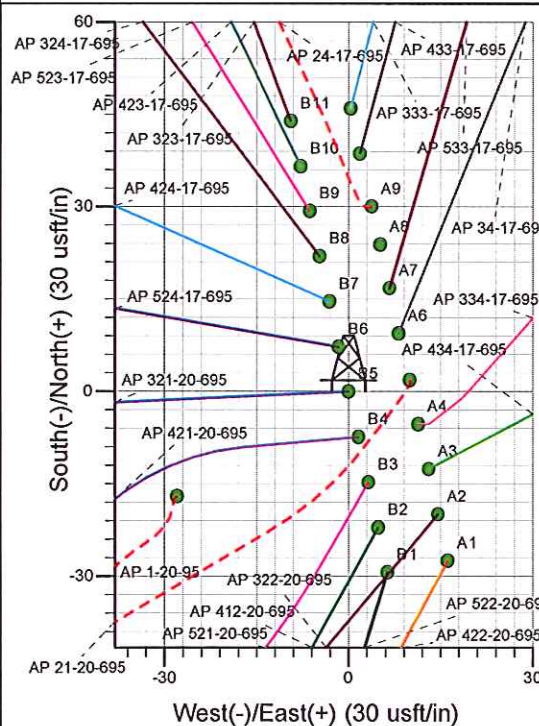 60
AP 324-17-695
AP 24-17-695
AP 433-17-695
AP 523-17-695
AP 423-17-695
B11
AP 333-17-695
AP 323-17-695
B10
AP 533-17-695
30
AP 424-17-695
B9
A9
A8
AP 34-17-69
B8
B7
A7
AP 334-17-695
AP 524-17-695
B6
A6
AP 434-17-695
0
AP 321-20-695
B5
B4
A4
AP 421-20-695
B3
A3
B2
A2
-30
AP 1-20-95
AP 322-20-695
B1
A1
AP 412-20-695
AP 522-20-69
AP 521-20-695
AP 21-20-695
AP 422-20-695
-30
0
30
West(-)/East(+) (30 usft/in)
South(-)/North(+) (30 usft/in)